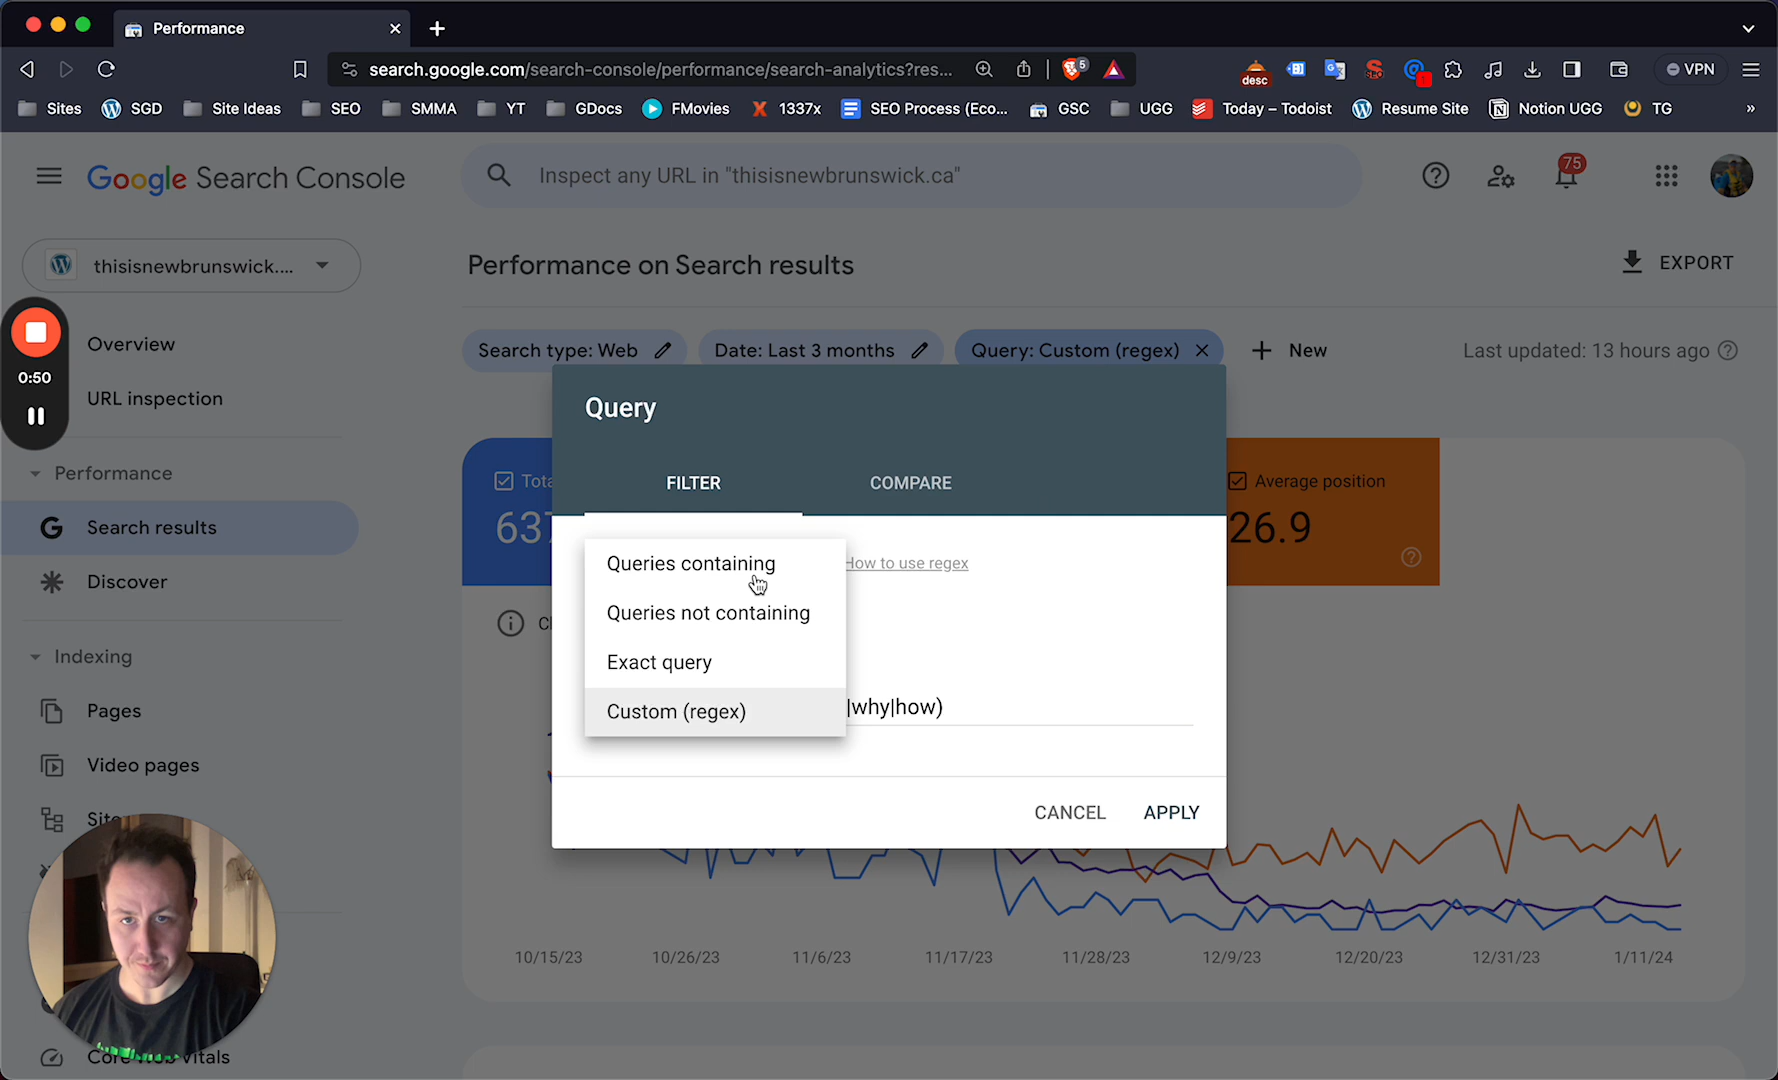 Performance
search.google.com/search-console/performance/search-analytics?res...
5
desc
SEO
1
VPN
Sites
SGD
Site Ideas
SEO
SMMA
YT
GDocs
FMovies
1337x
SEO Process (Eco...
GSC
UGG
Today – Todoist
Resume Site
Notion UGG
TG
»
Google Search Console
Inspect any URL in "thisisnewbrunswick.ca"
75
thisisnewbrunswick....
Performance on Search results
EXPORT
0:50
Overview
URL inspection
Performance
Search results
Discover
Indexing
Pages
Video pages
Search type: Web
Date: Last 3 months
Query: Custom (regex)
New
Last updated: 13 hours ago
Query
FILTER
COMPARE
Average position
26.9
Queries containing
Queries not containing
Exact query
Custom (regex)
How to use regex
|why|how)
CANCEL
APPLY
10/15/23
10/26/23
11/6/23
11/17/23
11/28/23
12/9/23
12/20/23
12/31/23
1/11/24
Core Web Vitals